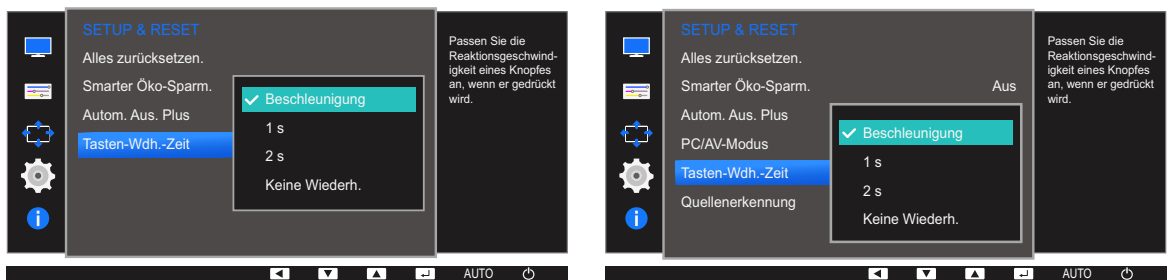 SETUP & RESET
Alles zurücksetzen.
Smarter Öko-Sparm.
Autom. Aus. Plus
Tasten-Wdh.-Zeit
Beschleunigung
1 s
2 s
Keine Wiederh.
Passen Sie die
Reaktionsgeschwind-
igkeit eines Knopfes
an, wenn er gedrückt
wird.
AUTO
SETUP & RESET
Alles zurücksetzen.
Smarter Öko-Sparm. Aus
Autom. Aus. Plus
PC/AV-Modus
Tasten-Wdh.-Zeit
Quellenerkennung
Beschleunigung
1 s
2 s
Keine Wiederh.
Passen Sie die
Reaktionsgeschwind-
igkeit eines Knopfes
an, wenn er gedrückt
wird.
AUTO